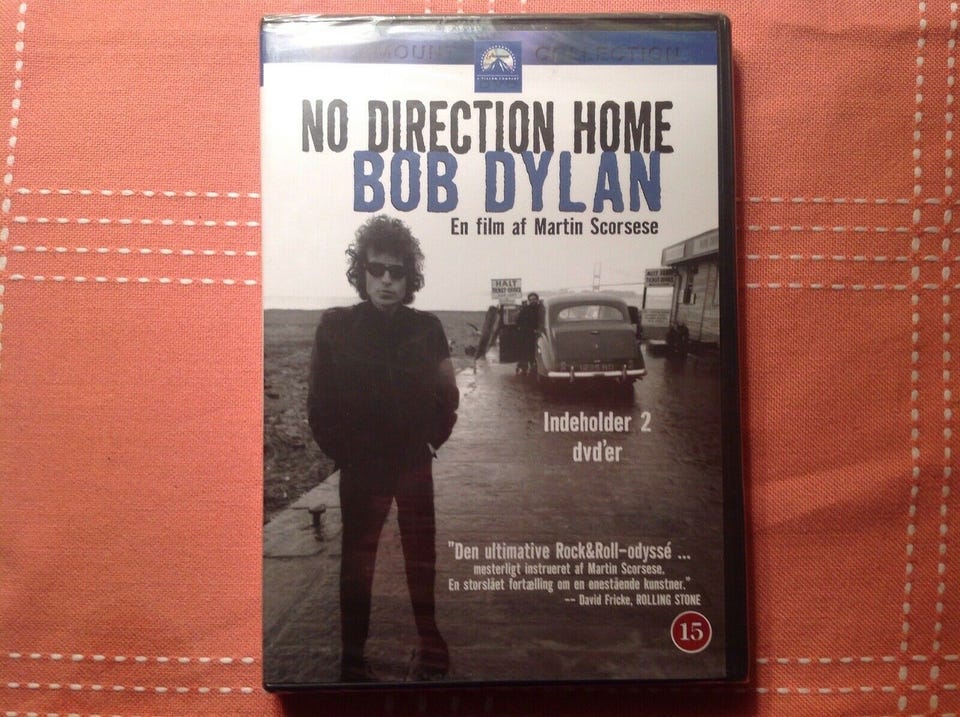 PARAMOUNT COLLECTION
NO DIRECTION HOME
BOB DYLAN
En film af Martin Scorsese
HALT
Indeholder 2
dvd'er
"Den ultimative Rock&Roll-odyssé ...
mesterligt instrueret af Martin Scorsese.
En storslået fortælling om en enestående kunstner."
-- David Fricke, ROLLING STONE
15